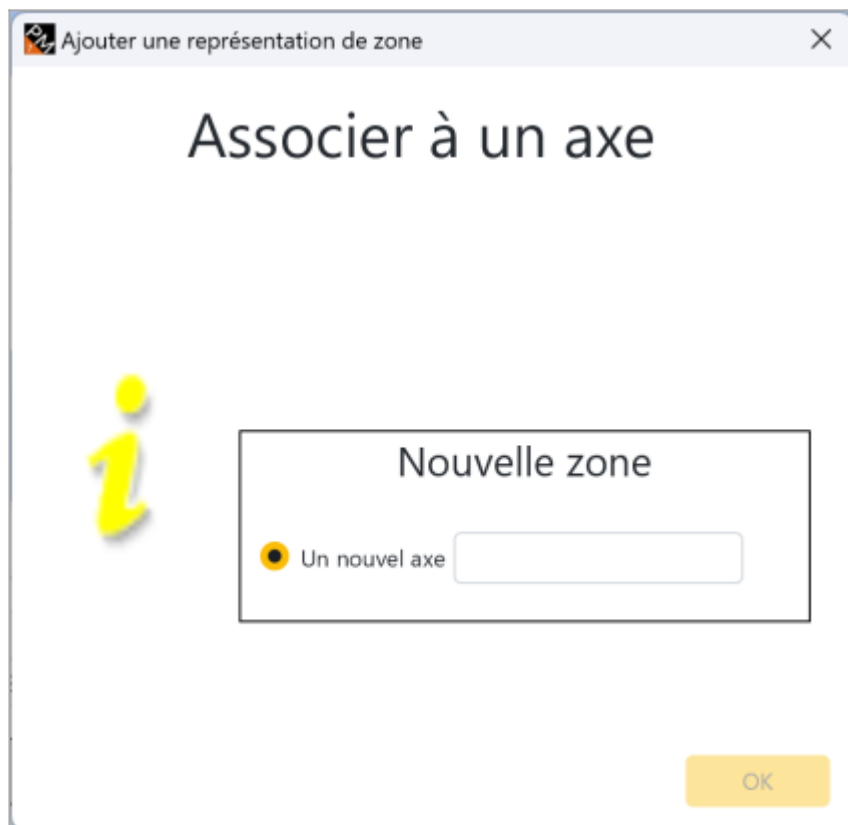 Ajouter une représentation de zone
Associer à un axe
Nouvelle zone
Un nouvel axe
OK